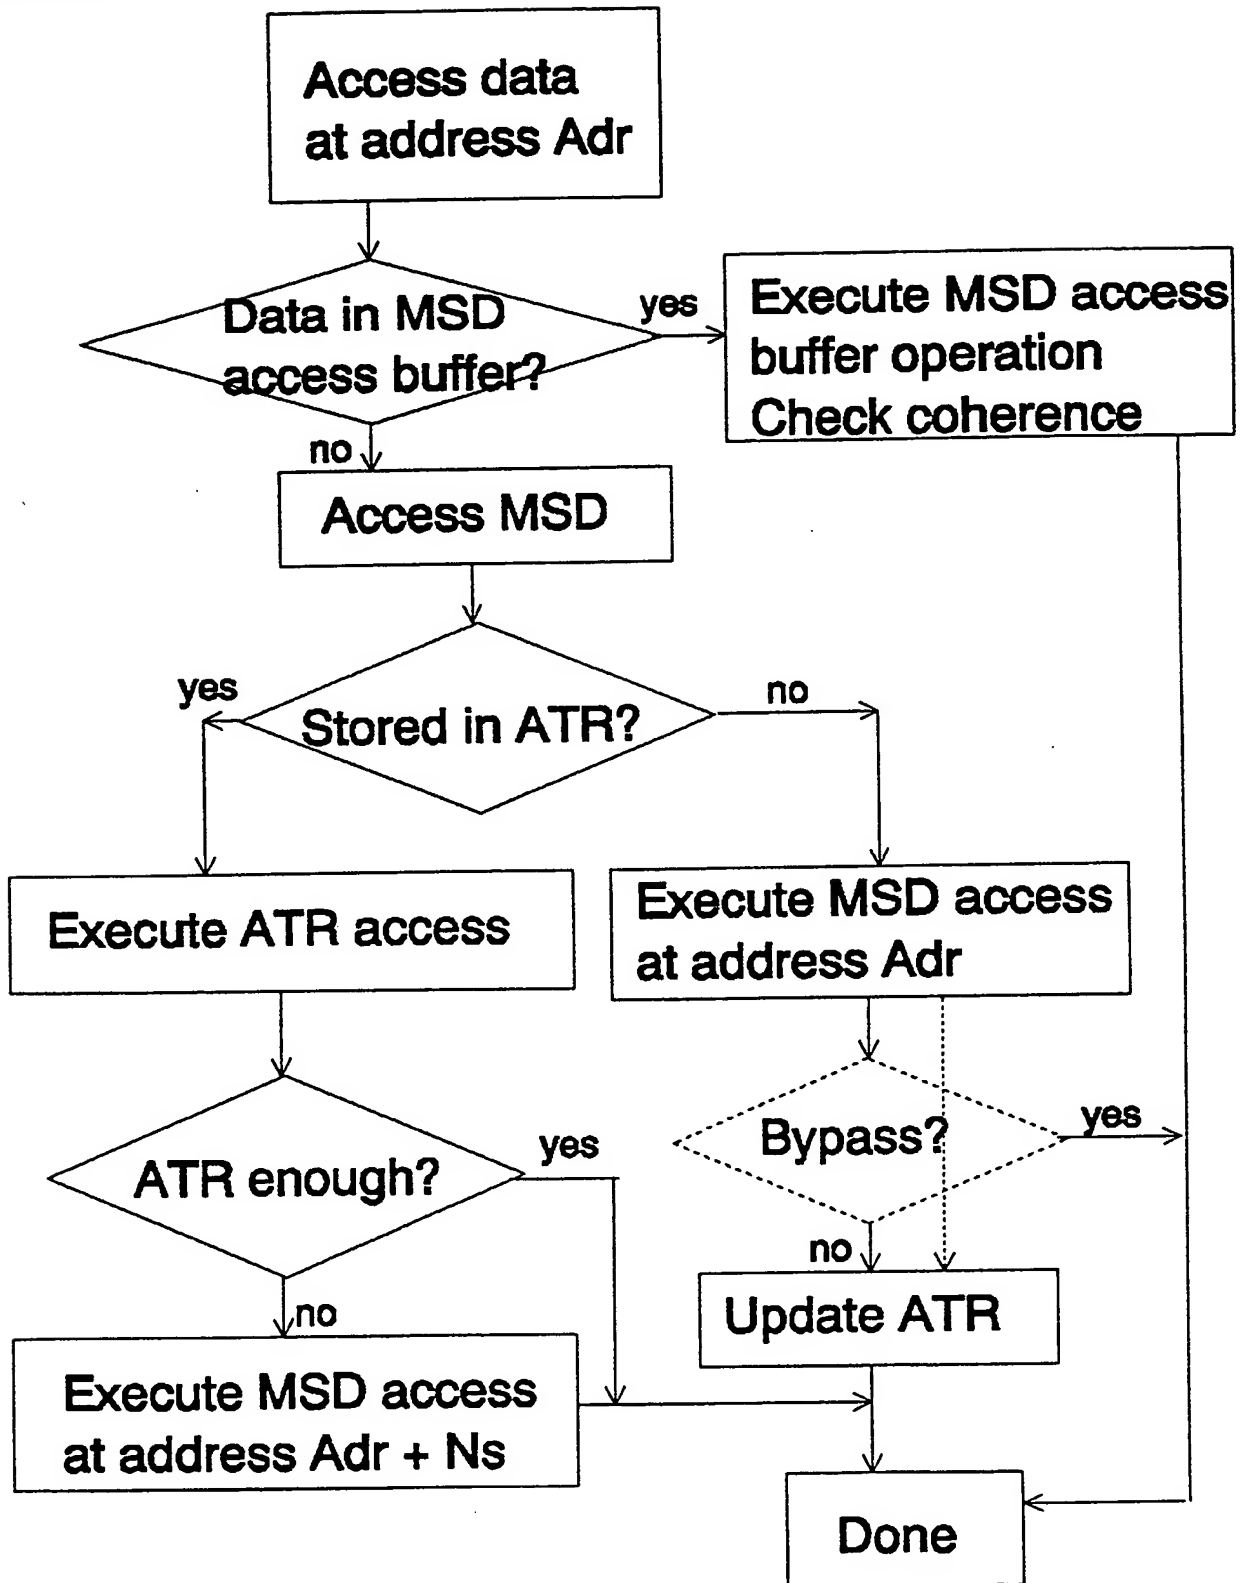 Access data
at address Adr
Data in MSD
access buffer?
yes
Execute MSD access
buffer operation
Check coherence
no
Access MSD
yes
Stored in ATR?
no
Execute ATR access
Execute MSD access
at address Adr
ATR enough?
yes
Bypass?
yes
no
no
Update ATR
Execute MSD access
at address Adr + Ns
Done